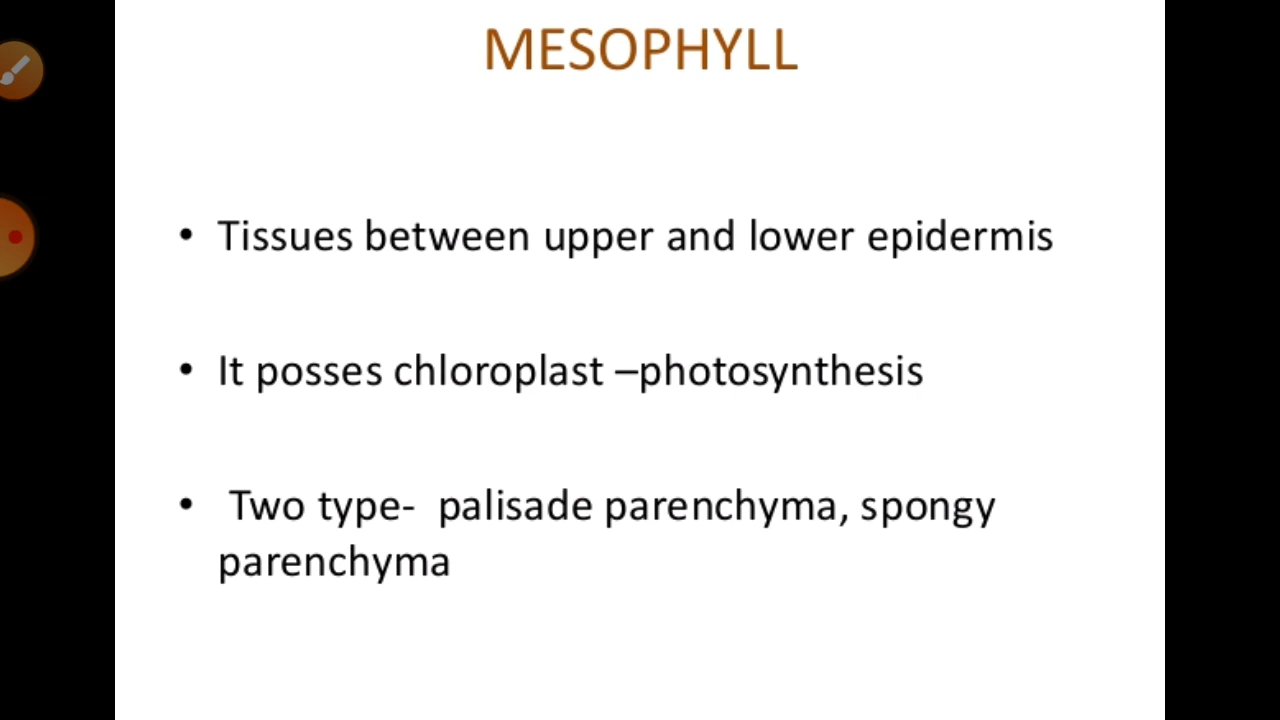 MESOPHYLL
• Tissues between upper and lower epidermis
• It posses chloroplast –photosynthesis
• Two type- palisade parenchyma, spongy
parenchyma